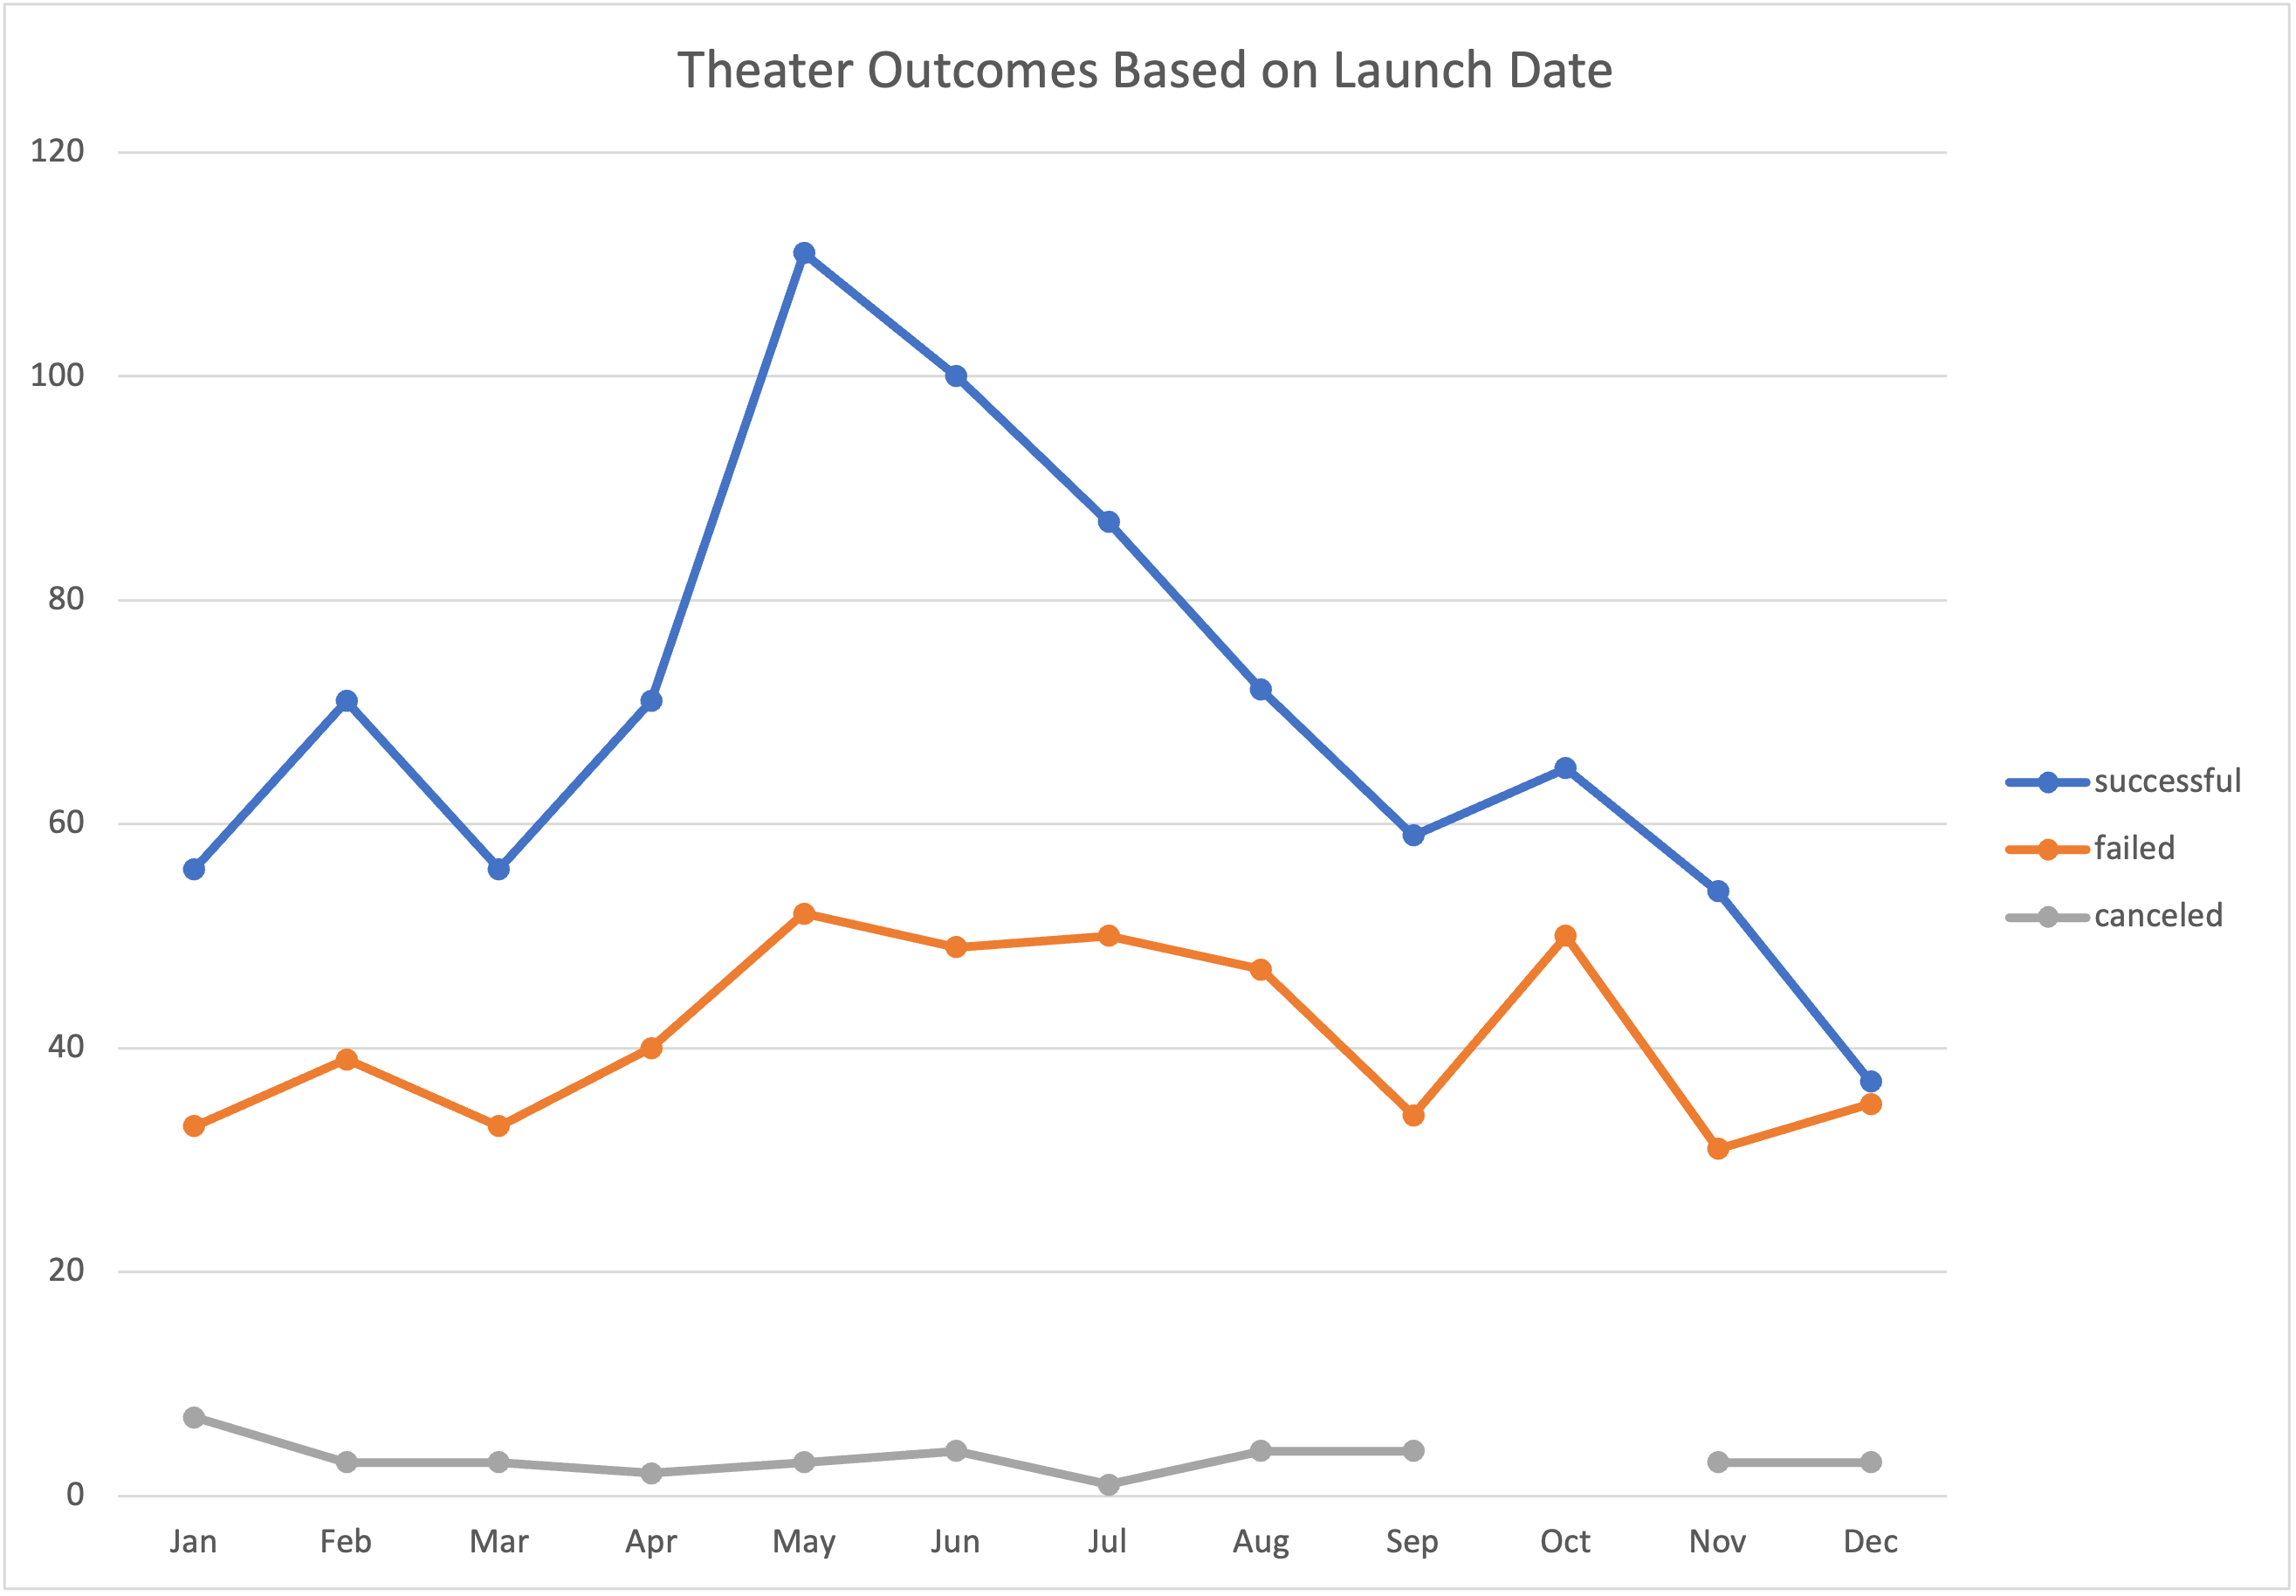 Theater Outcomes Based on Launch Date
120
100
80
60
40
20
0
Jan Feb Mar Apr May Jun Jul Aug Sep Oct Nov Dec
successful
failed
canceled